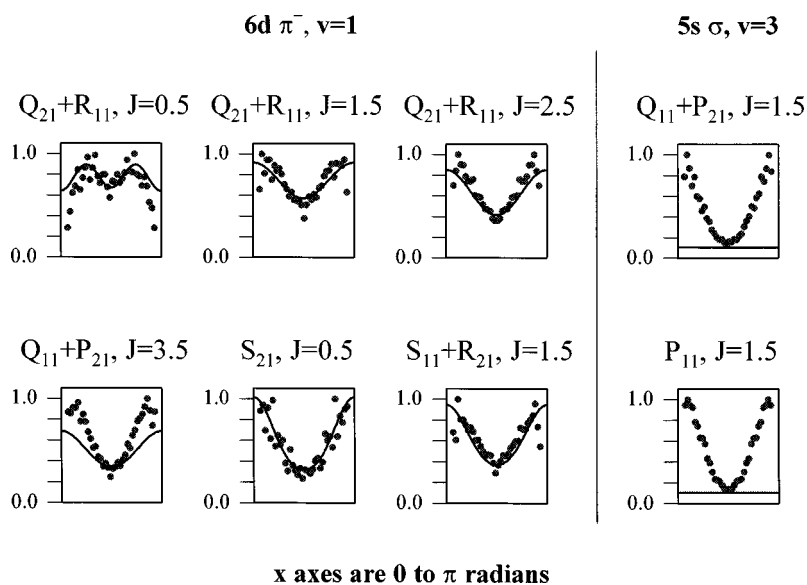 6d π⁻, v=1
5s σ, v=3
Q₂₁+R₁₁, J=0.5
Q₂₁+R₁₁, J=1.5
Q₂₁+R₁₁, J=2.5
Q₁₁+P₂₁, J=1.5
1.0
0.0
1.0
0.0
1.0
0.0
1.0
0.0
Q₁₁+P₂₁, J=3.5
S₂₁, J=0.5
S₁₁+R₂₁, J=1.5
P₁₁, J=1.5
1.0
0.0
1.0
0.0
1.0
0.0
1.0
0.0
x axes are 0 to π radians